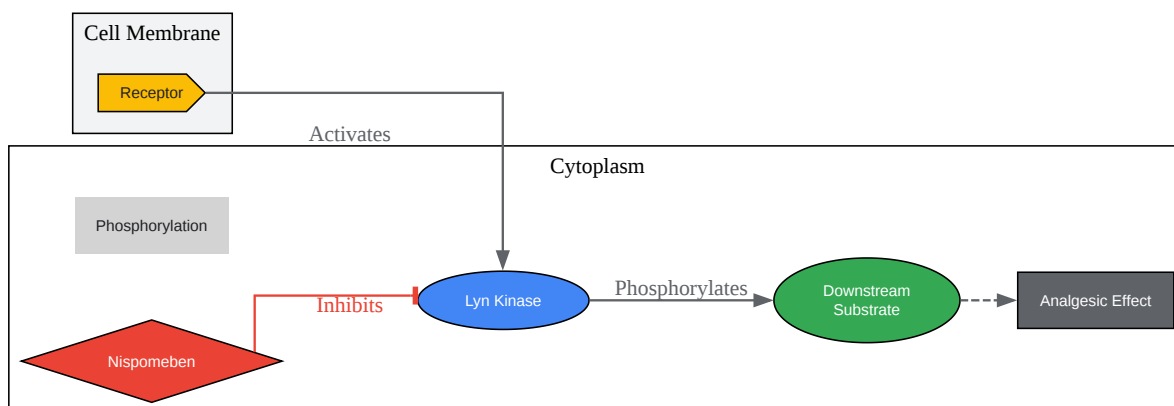 Cell Membrane
Receptor
Activates
Cytoplasm
Phosphorylation
Phosphorylates
Downstream
Substrate
Lyn Kinase
Analgesic Effect
Inhibits
Nispomeben